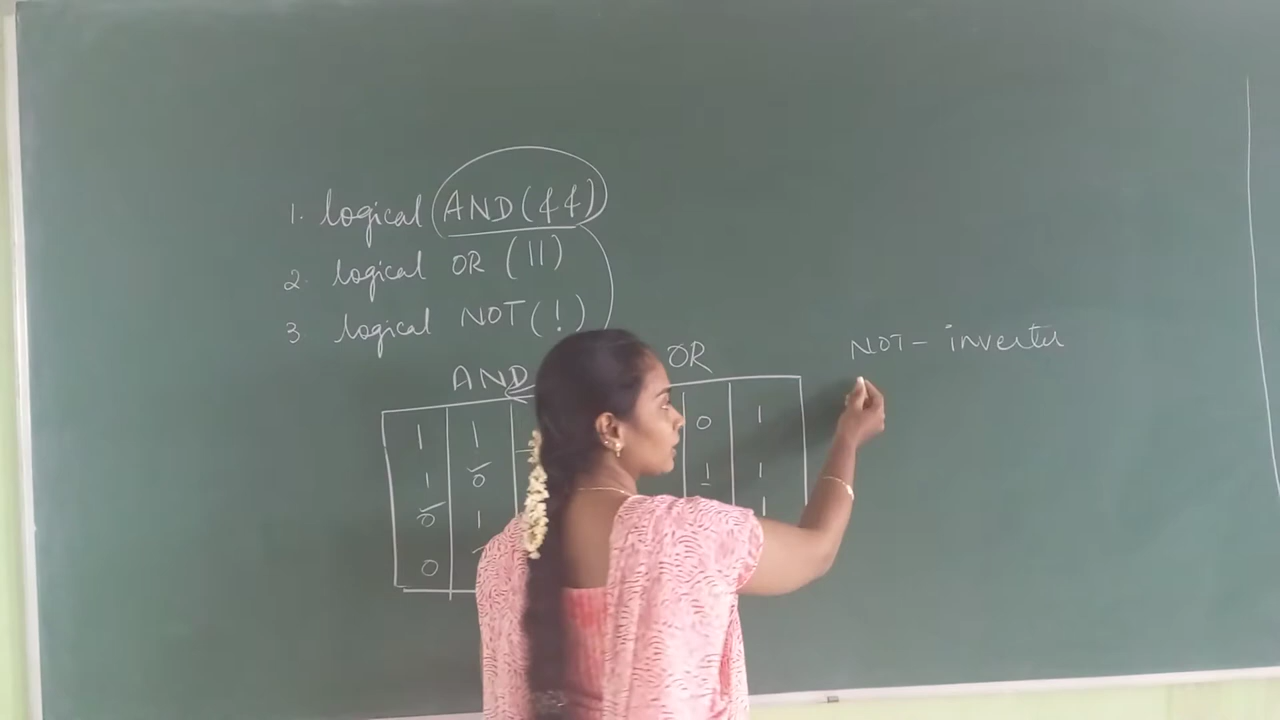 1. logical AND (&&)
2. logical OR (||)
3 logical NOT (!)
AND
1 1
1 0
0 1
0
OR
0 1
1 1
1
NOT - inverter